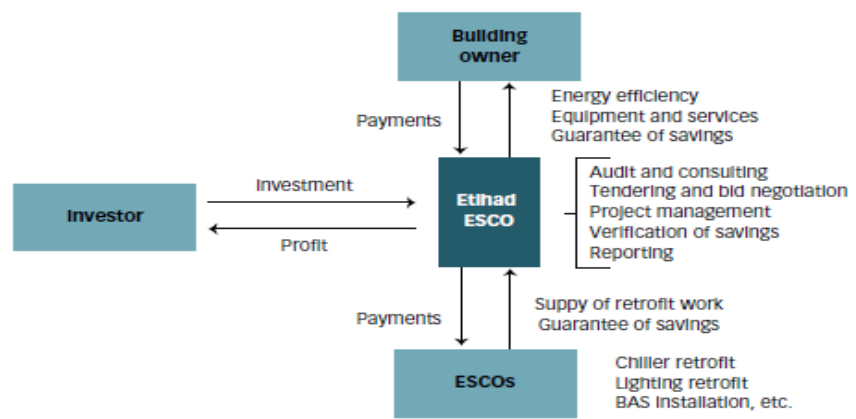 Building
owner
Payments
Energy efficiency
Equipment and services
Guarantee of savings
Investor
Investment
Profit
Etihad
ESCO
Audit and consulting
Tendering and bid negotiation
Project management
Verification of savings
Reporting
Payments
Suppy of retrofit work
Guarantee of savings
ESCOs
Chiller retrofit
Lighting retrofit
BAS installation, etc.